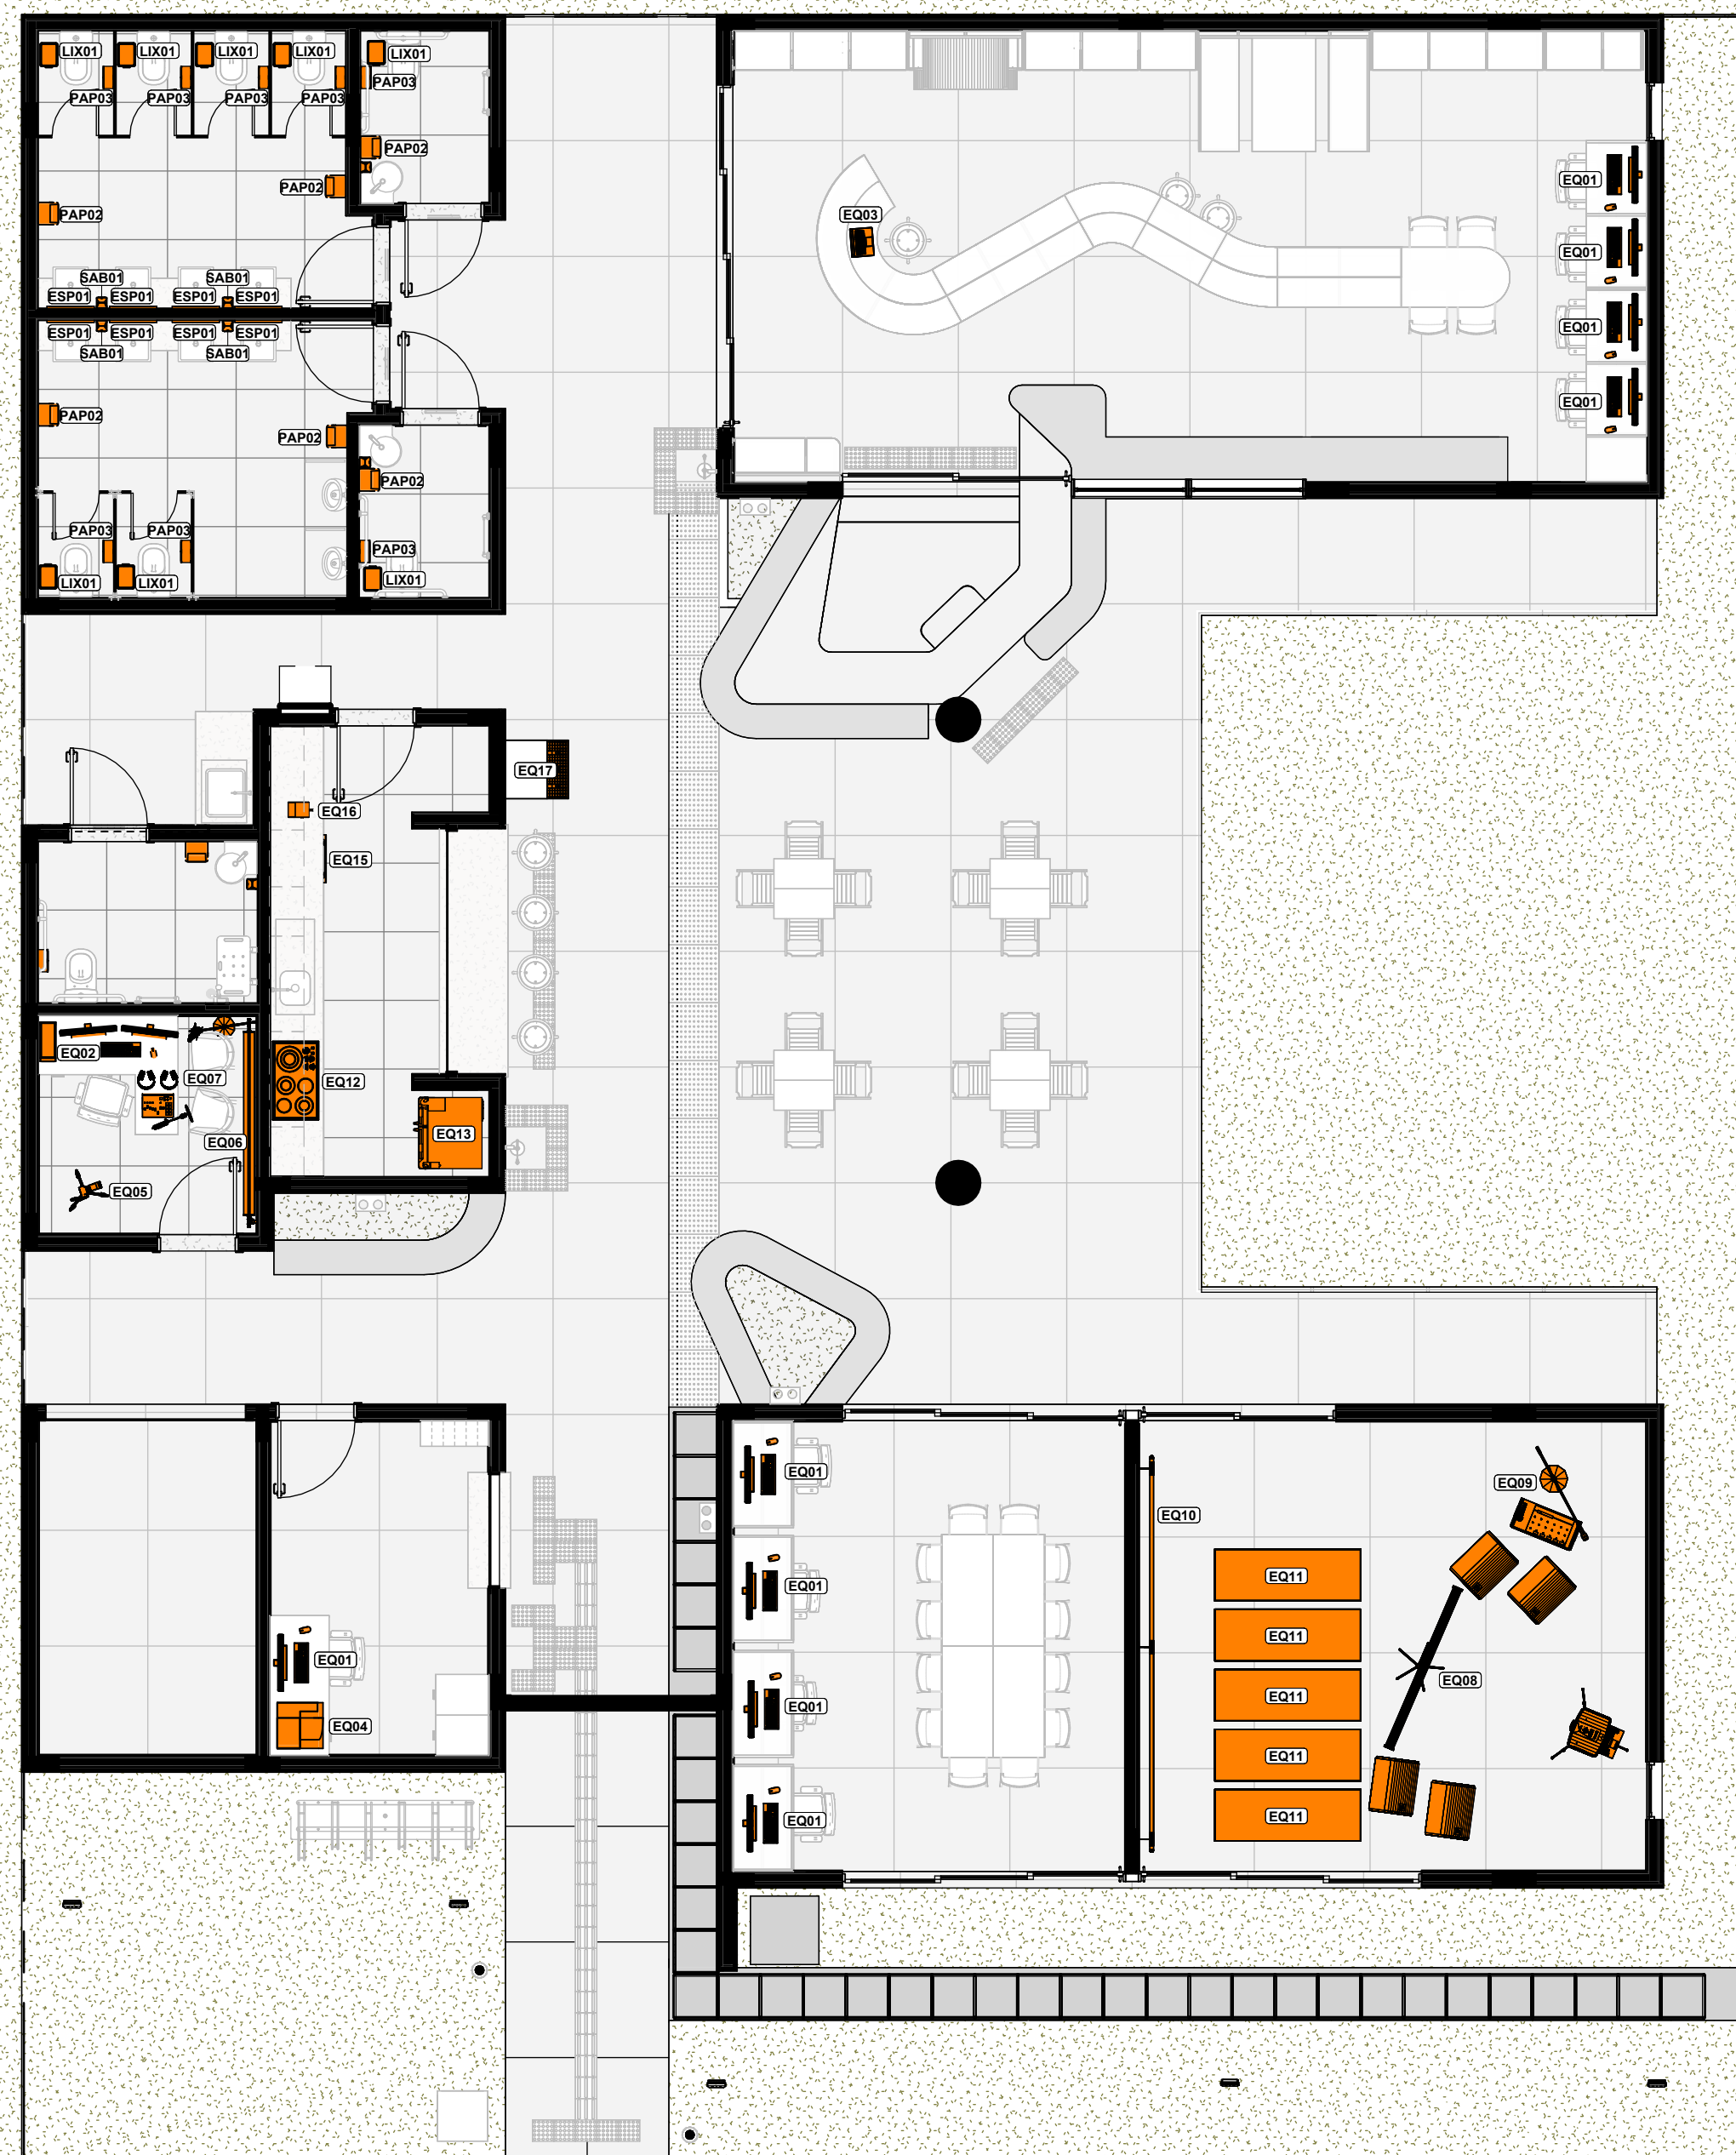 LIX01 LIX01 LIX01 LIX01 LIX01
PAP03
PAP03 PAP03 PAP03 PAP03
PAP02
EQ01
PAP02
PAP02
EQ03
EQ01
SAB01 SAB01
ESP01 ESP01 ESP01 ESP01
EQ01
ESP01 ESP01 ESP01 ESP01
SAB01 SAB01
EQ01
PAP02
PAP02
PAP02
PAP03 PAP03
PAP03
LIX01 LIX01 LIX01
EQ17
EQ16
EQ15
EQ02
EQ07
EQ12
EQ13
EQ06
EQ05
EQ01
EQ09
EQ10
EQ11
EQ01
EQ11
EQ01
EQ08
EQ11
EQ01
EQ04
EQ11
EQ11
EQ01